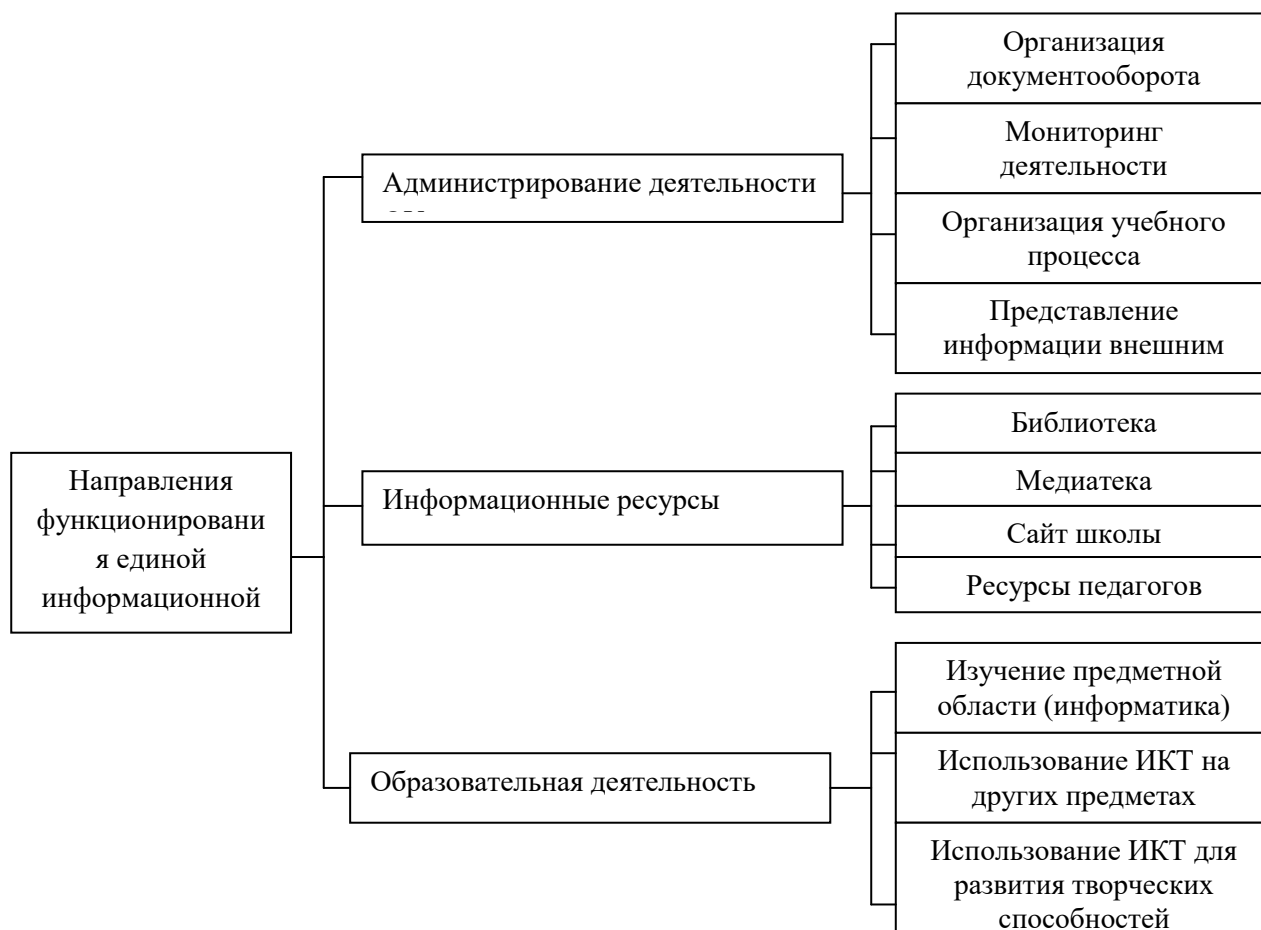 Направления
функционировани
я единой
информационной
Администрирование деятельности
Организация
документооборота
Мониторинг
деятельности
Организация учебного
процесса
Представление
информации внешним
Информационные ресурсы
Библиотека
Медиатека
Сайт школы
Ресурсы педагогов
Образовательная деятельность
Изучение предметной
области (информатика)
Использование ИКТ на
других предметах
Использование ИКТ для
развития творческих
способностей